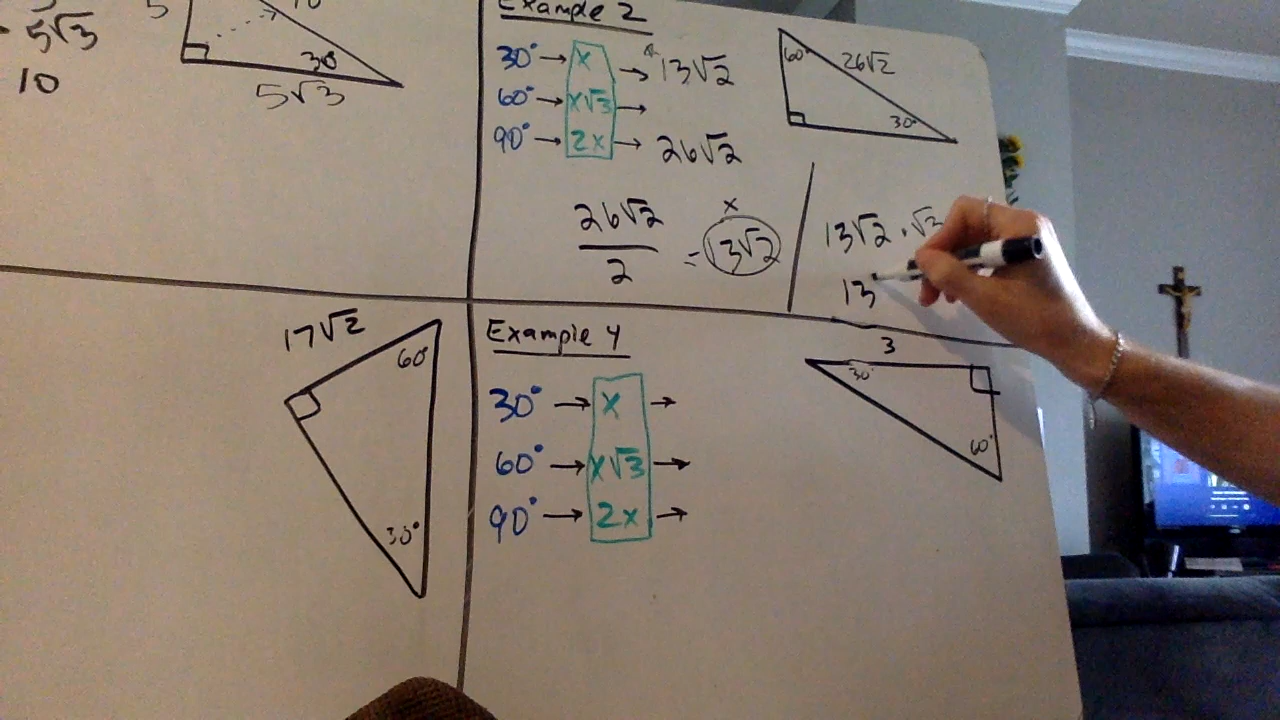 5√3
10
5
10
30°
5√3
Example 2
30° → x → 13√2
60° → x√3 →
90° → 2x → 26√2
60°
26√2
30°
26√2
2
= 13√2
x
13√2 · √3
13
17√2
60°
30°
Example 4
30° → x →
60° → x√3 →
90° → 2x →
3
30°
60°